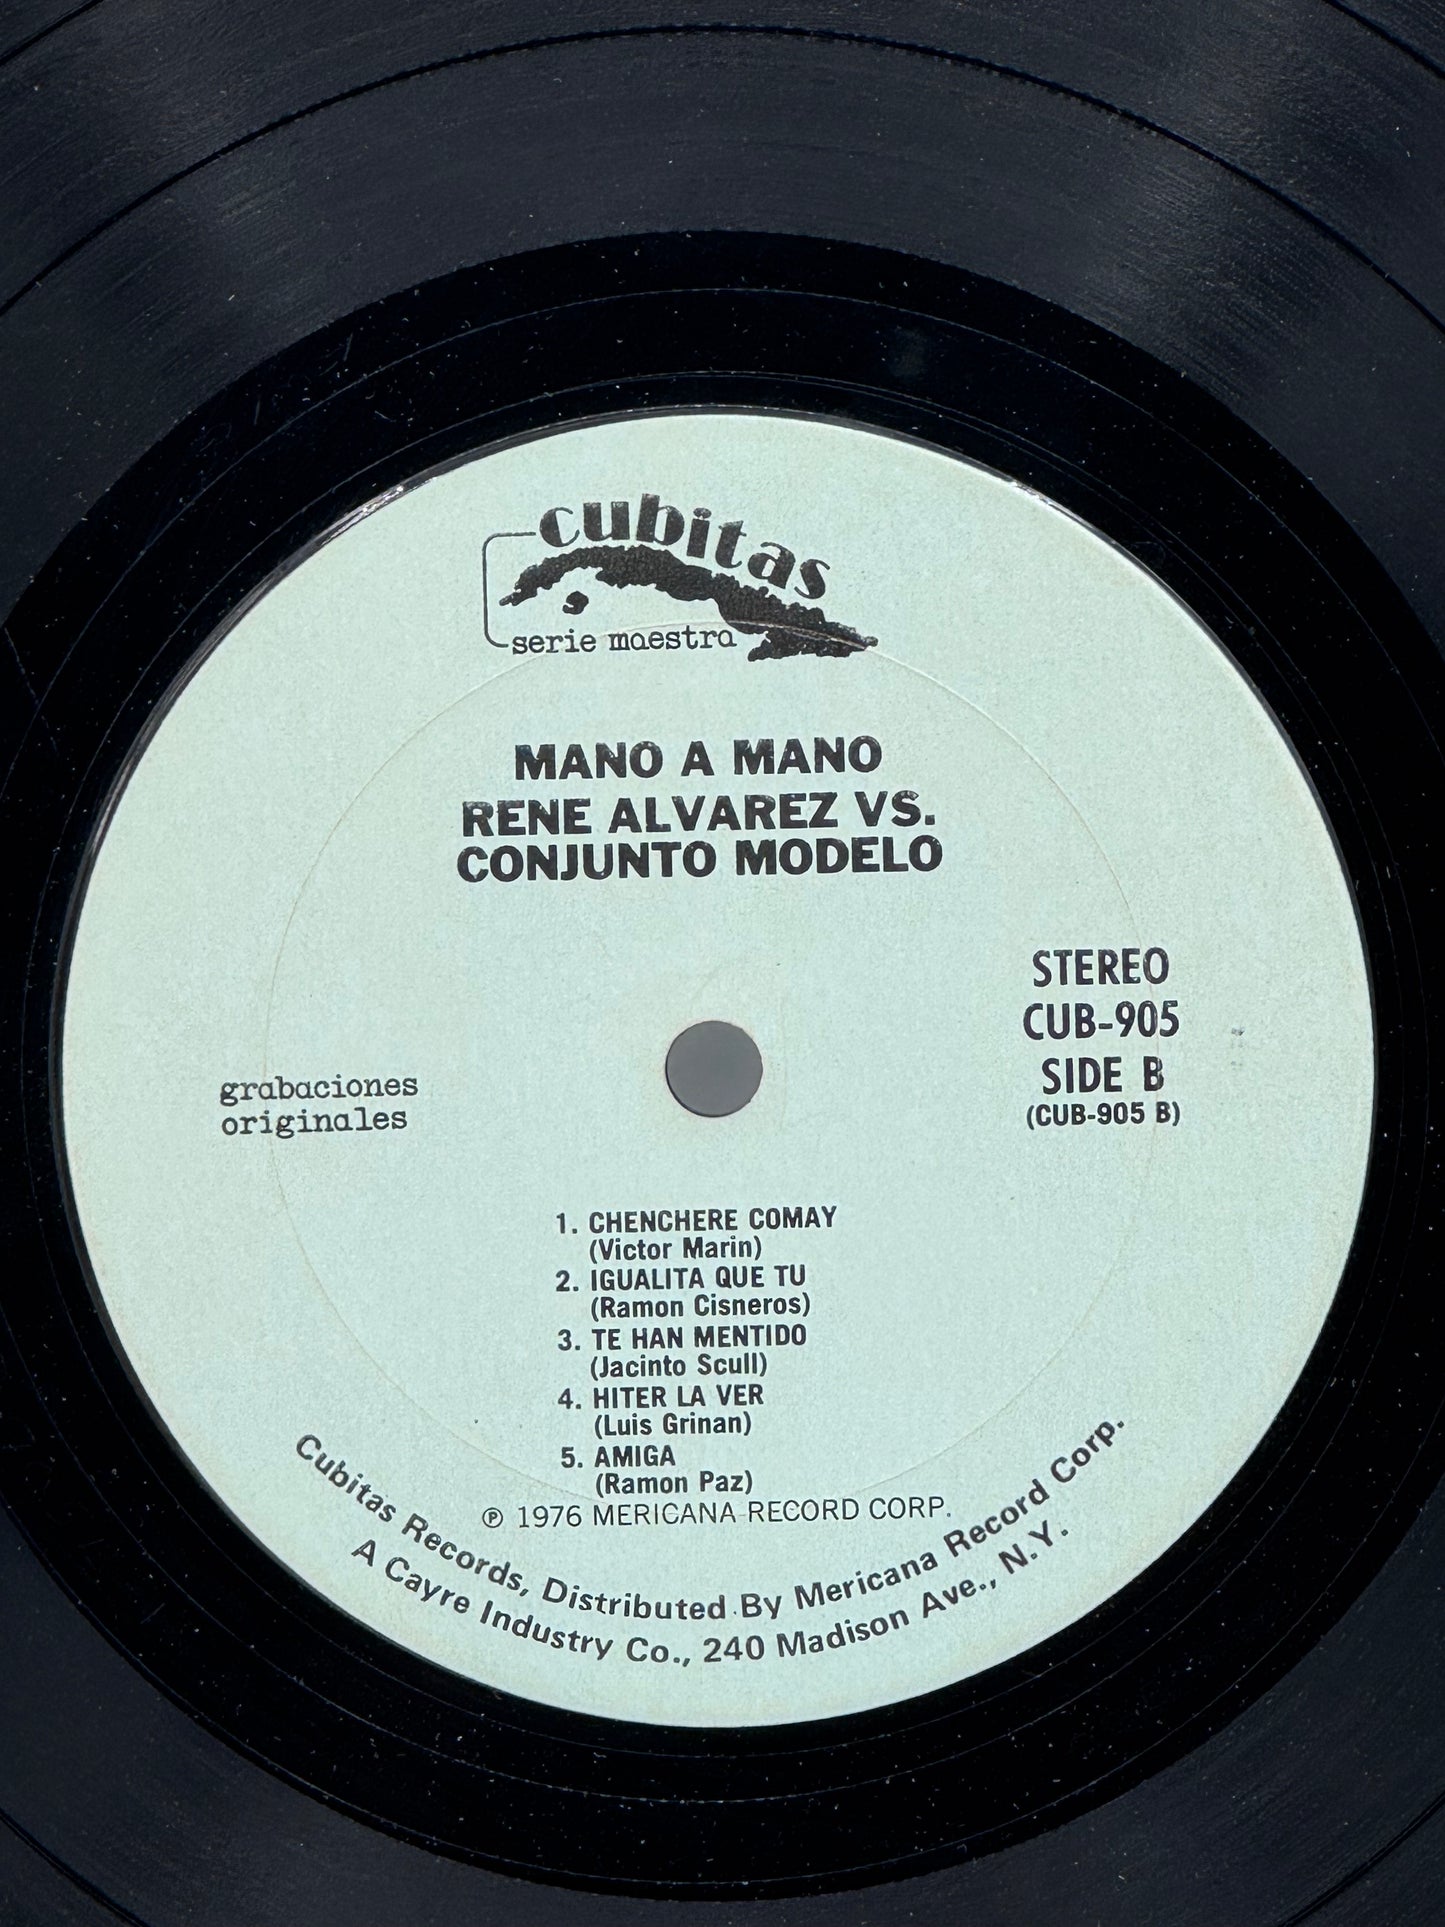 cubitas
serie maestra
MANO A MANO
RENE ALVAREZ VS.
CONJUNTO MODELO
STEREO
CUB-905
SIDE B
(CUB-905 B)
grabaciones
originales
1. CHENCHERE COMAY
(Victor Marin)
2. IGUALITA QUE TU
(Ramon Cisneros)
3. TE HAN MENTIDO
(Jacinto Scull)
4. HITER LA VER
(Luis Grinan)
5. AMIGA
(Ramon Paz)
℗ 1976 MERICANA RECORD CORP.
Cubitas Records, Distributed By Mericana Record Corp.
A Cayre Industry Co., 240 Madison Ave., N.Y.